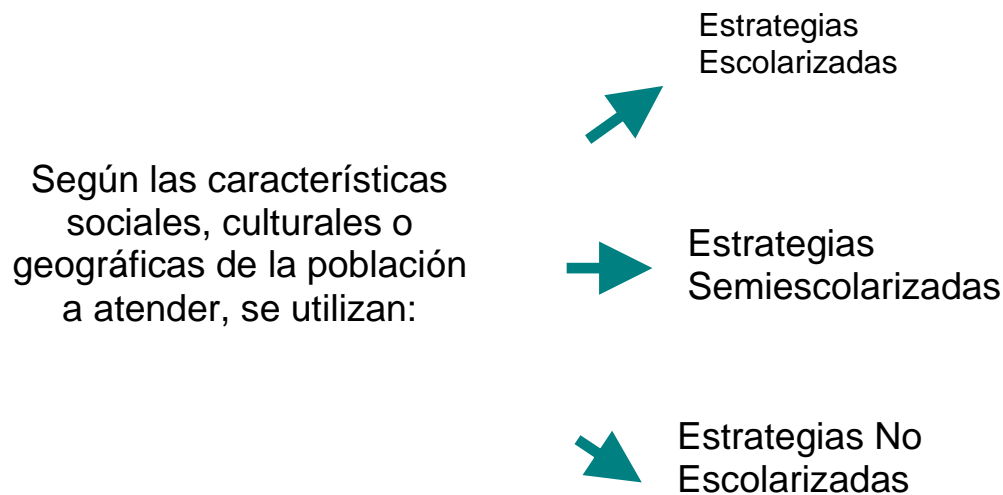 Según las características
sociales, culturales o
geográficas de la población
a atender, se utilizan:
Estrategias
Escolarizadas
Estrategias
Semiescolarizadas
Estrategias No
Escolarizadas